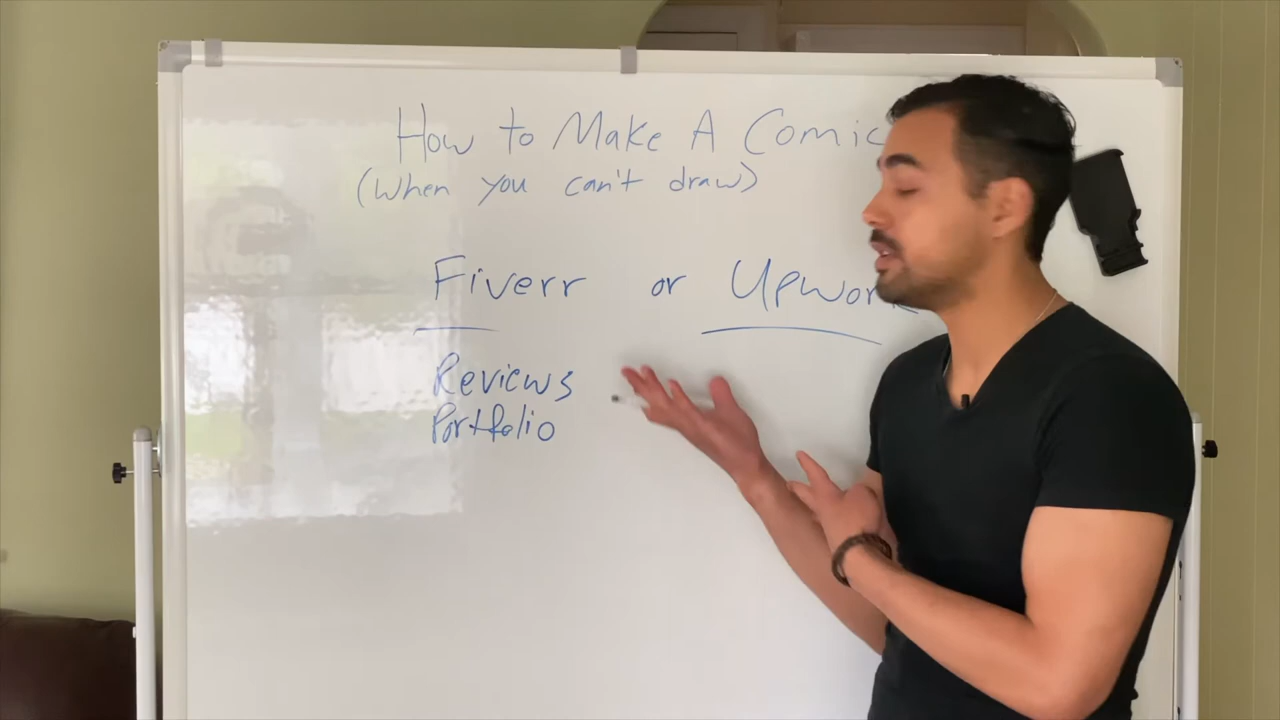 How to Make A Comic
(When you can't draw)
Fiverr or Upwork
Reviews
Portfolio